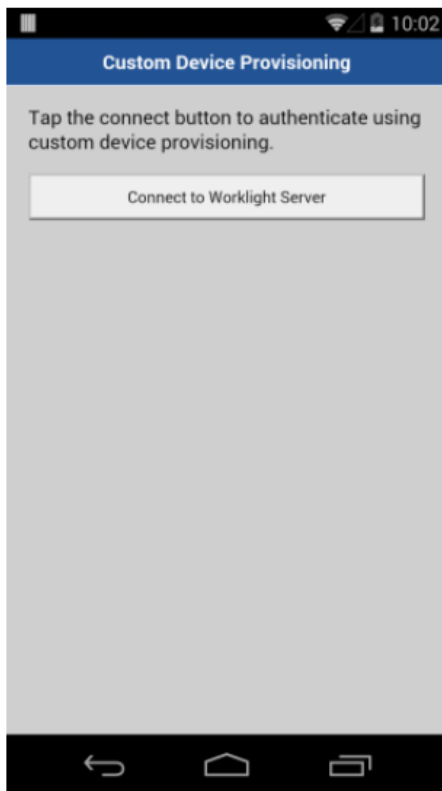 10:02
Custom Device Provisioning
Tap the connect button to authenticate using
custom device provisioning.
Connect to Worklight Server